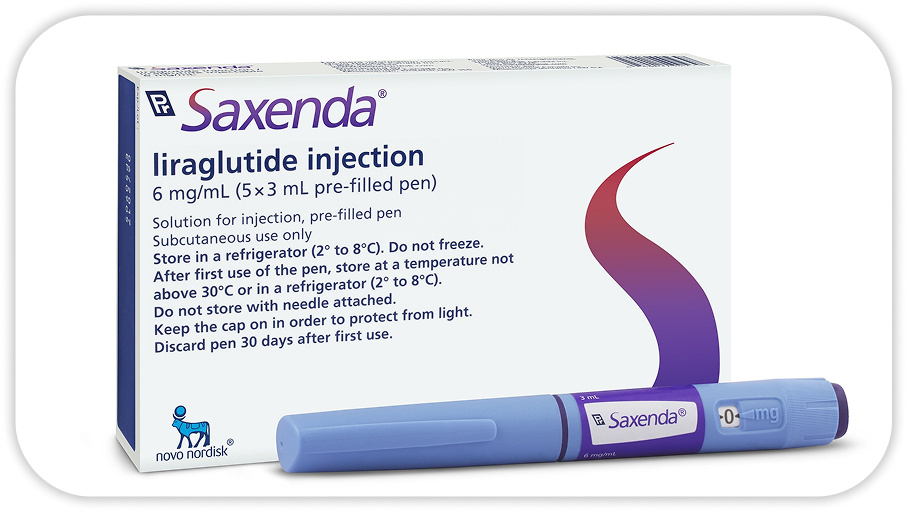 Saxenda
Pr Saxenda®
liraglutide injection
6 mg/mL (5×3 mL pre-filled pen)
Solution for injection, pre-filled pen
Subcutaneous use only
Store in a refrigerator (2° to 8°C). Do not freeze.
After first use of the pen, store at a temperature not
above 30°C or in a refrigerator (2° to 8°C).
Do not store with needle attached.
Keep the cap on in order to protect from light.
Discard pen 30 days after first use.
novo nordisk®
3 mL
Pr Saxenda®
6 mg/mL
0
mg